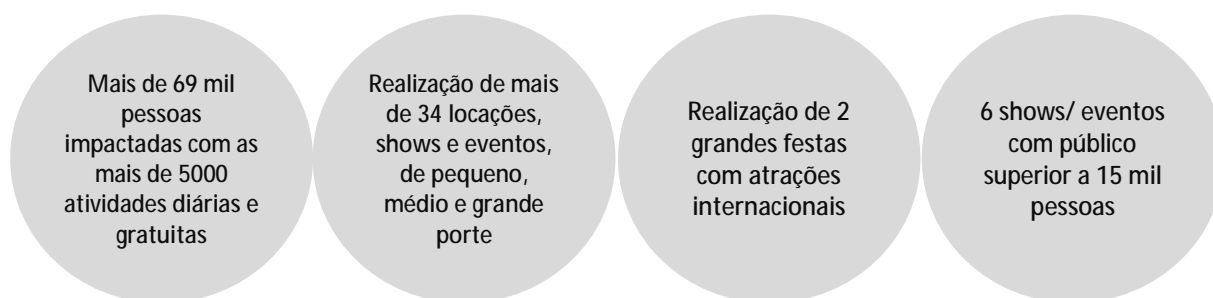 Mais de 69 mil
pessoas
impactadas com as
mais de 5000
atividades diárias e
gratuitas
Realização de mais
de 34 locações,
shows e eventos,
de pequeno,
médio e grande
porte
Realização de 2
grandes festas
com atrações
internacionais
6 shows/ eventos
com público
superior a 15 mil
pessoas